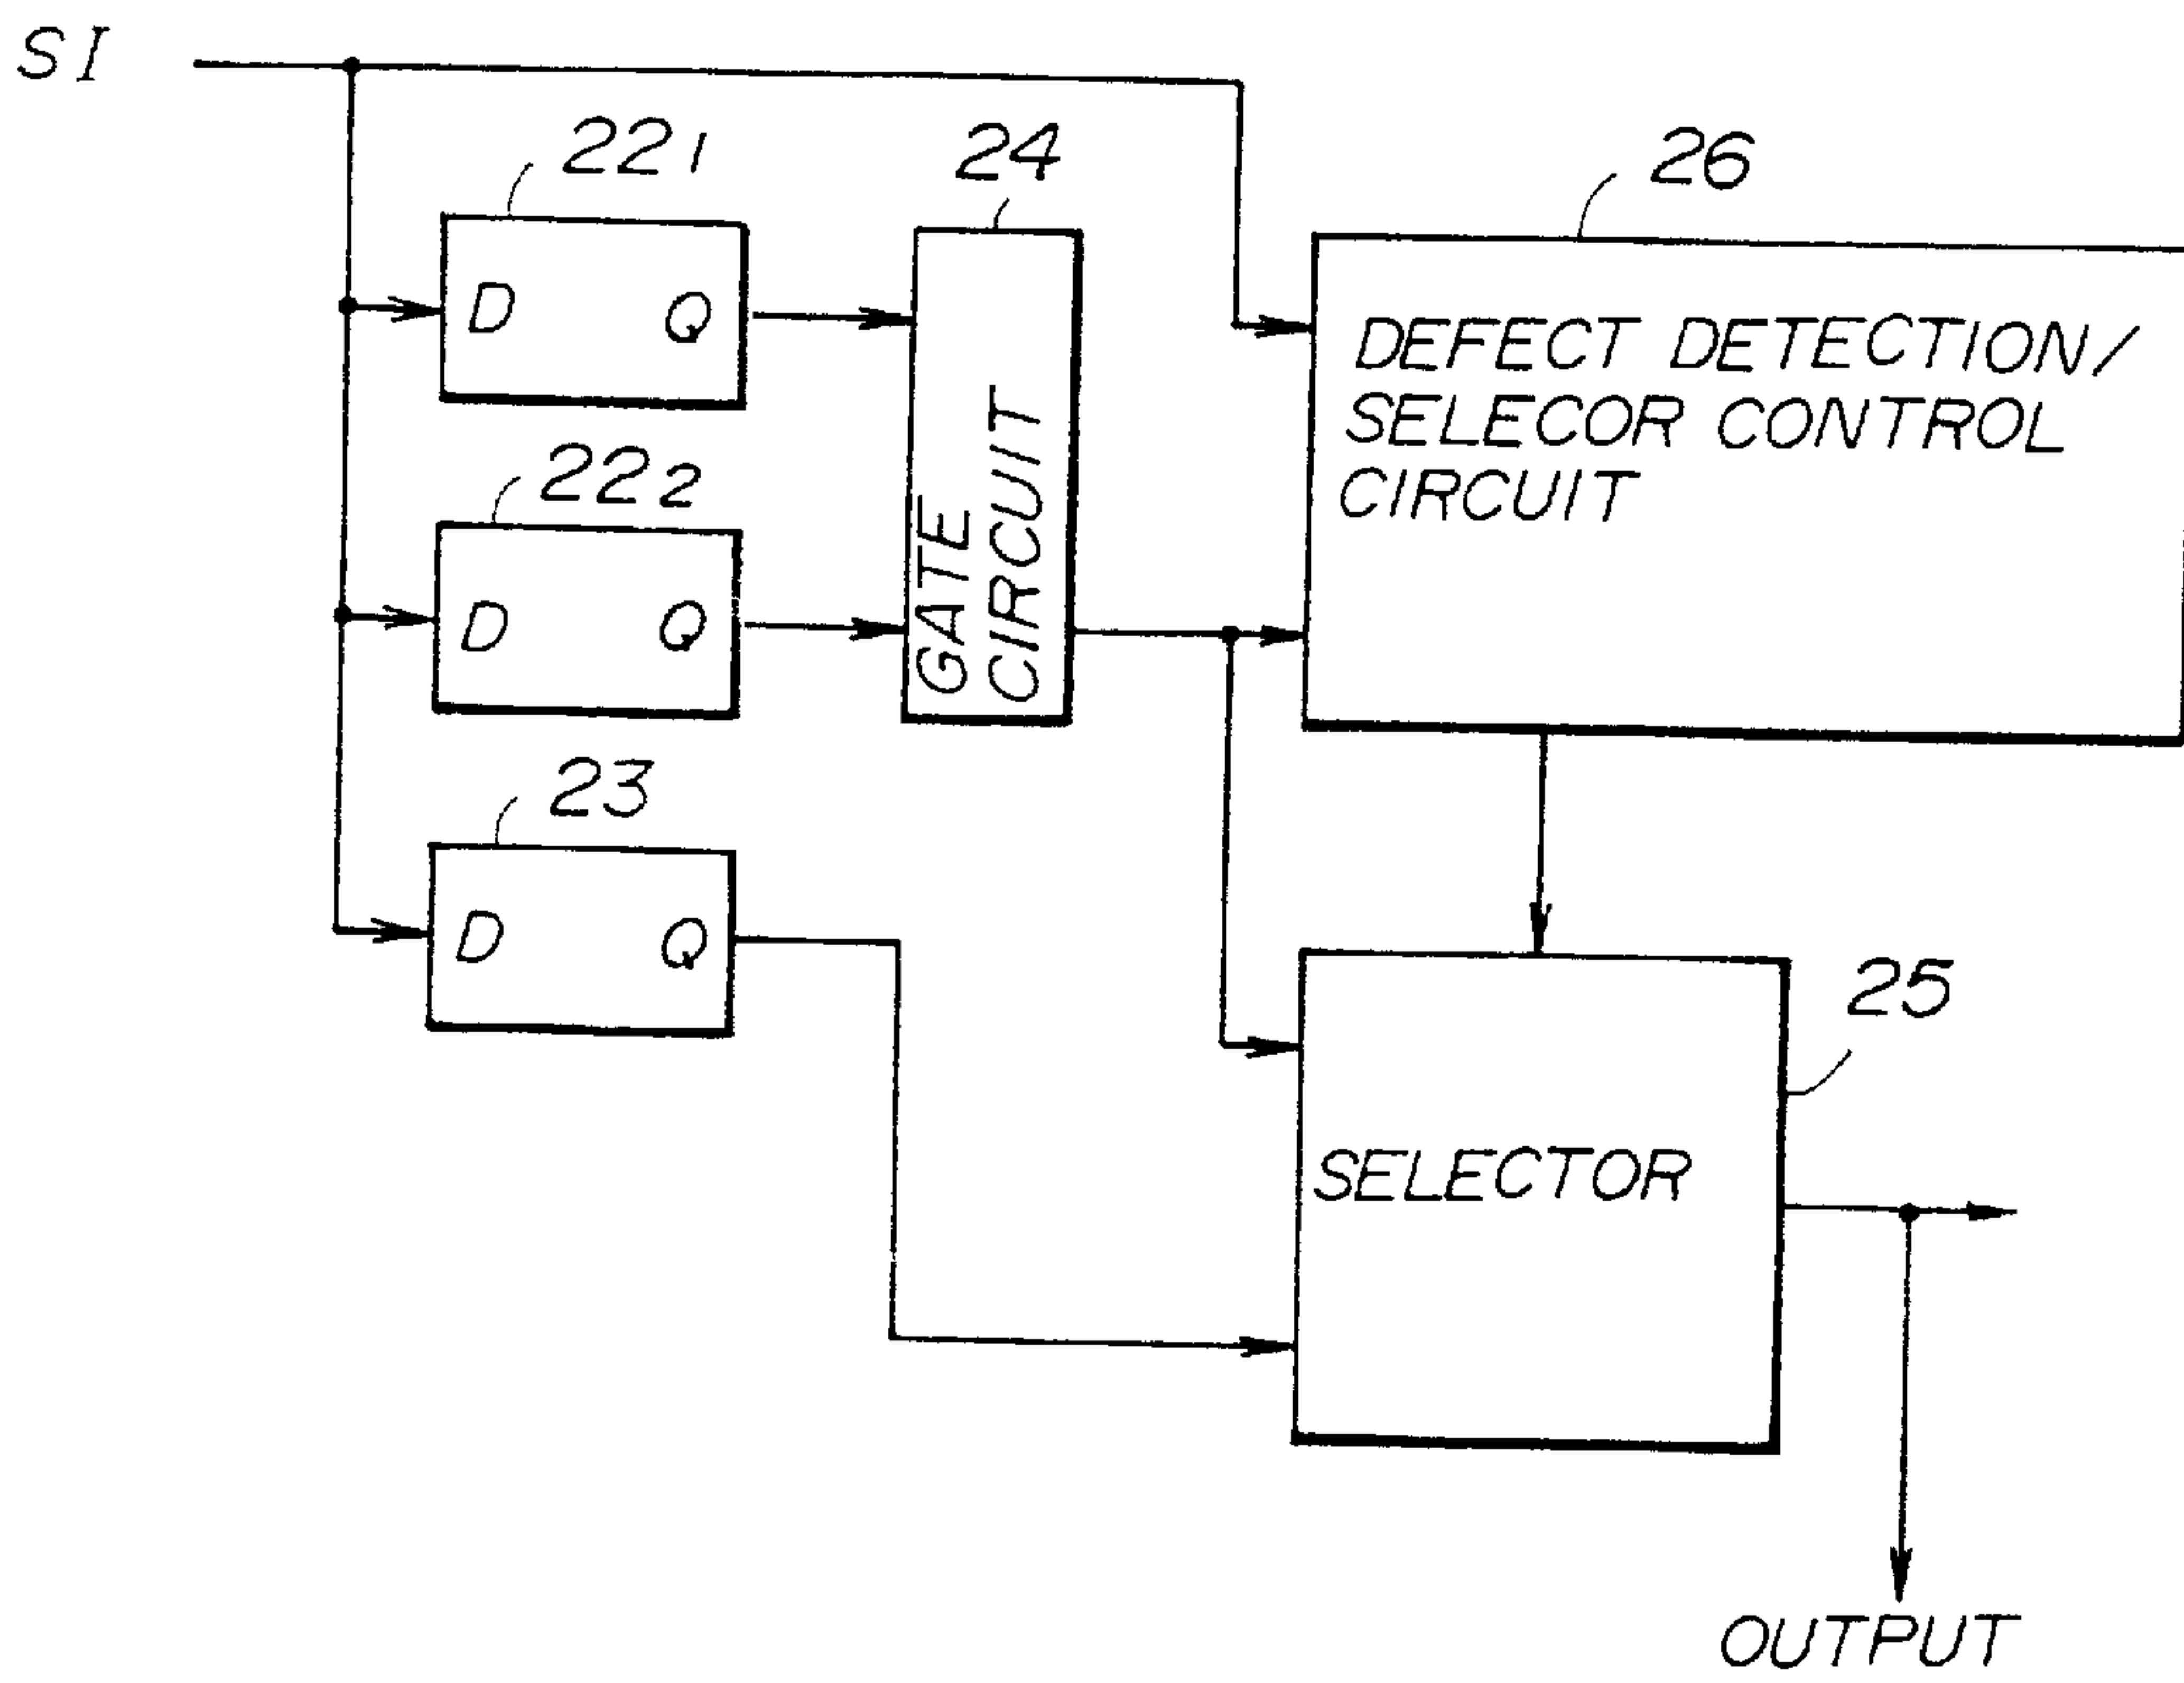 SI
22₁
24
26
D Q
DEFECT DETECTION/
SELECOR CONTROL
CIRCUIT
GATE
CIRCUIT
22₂
D Q
23
D Q
25
SELECTOR
OUTPUT